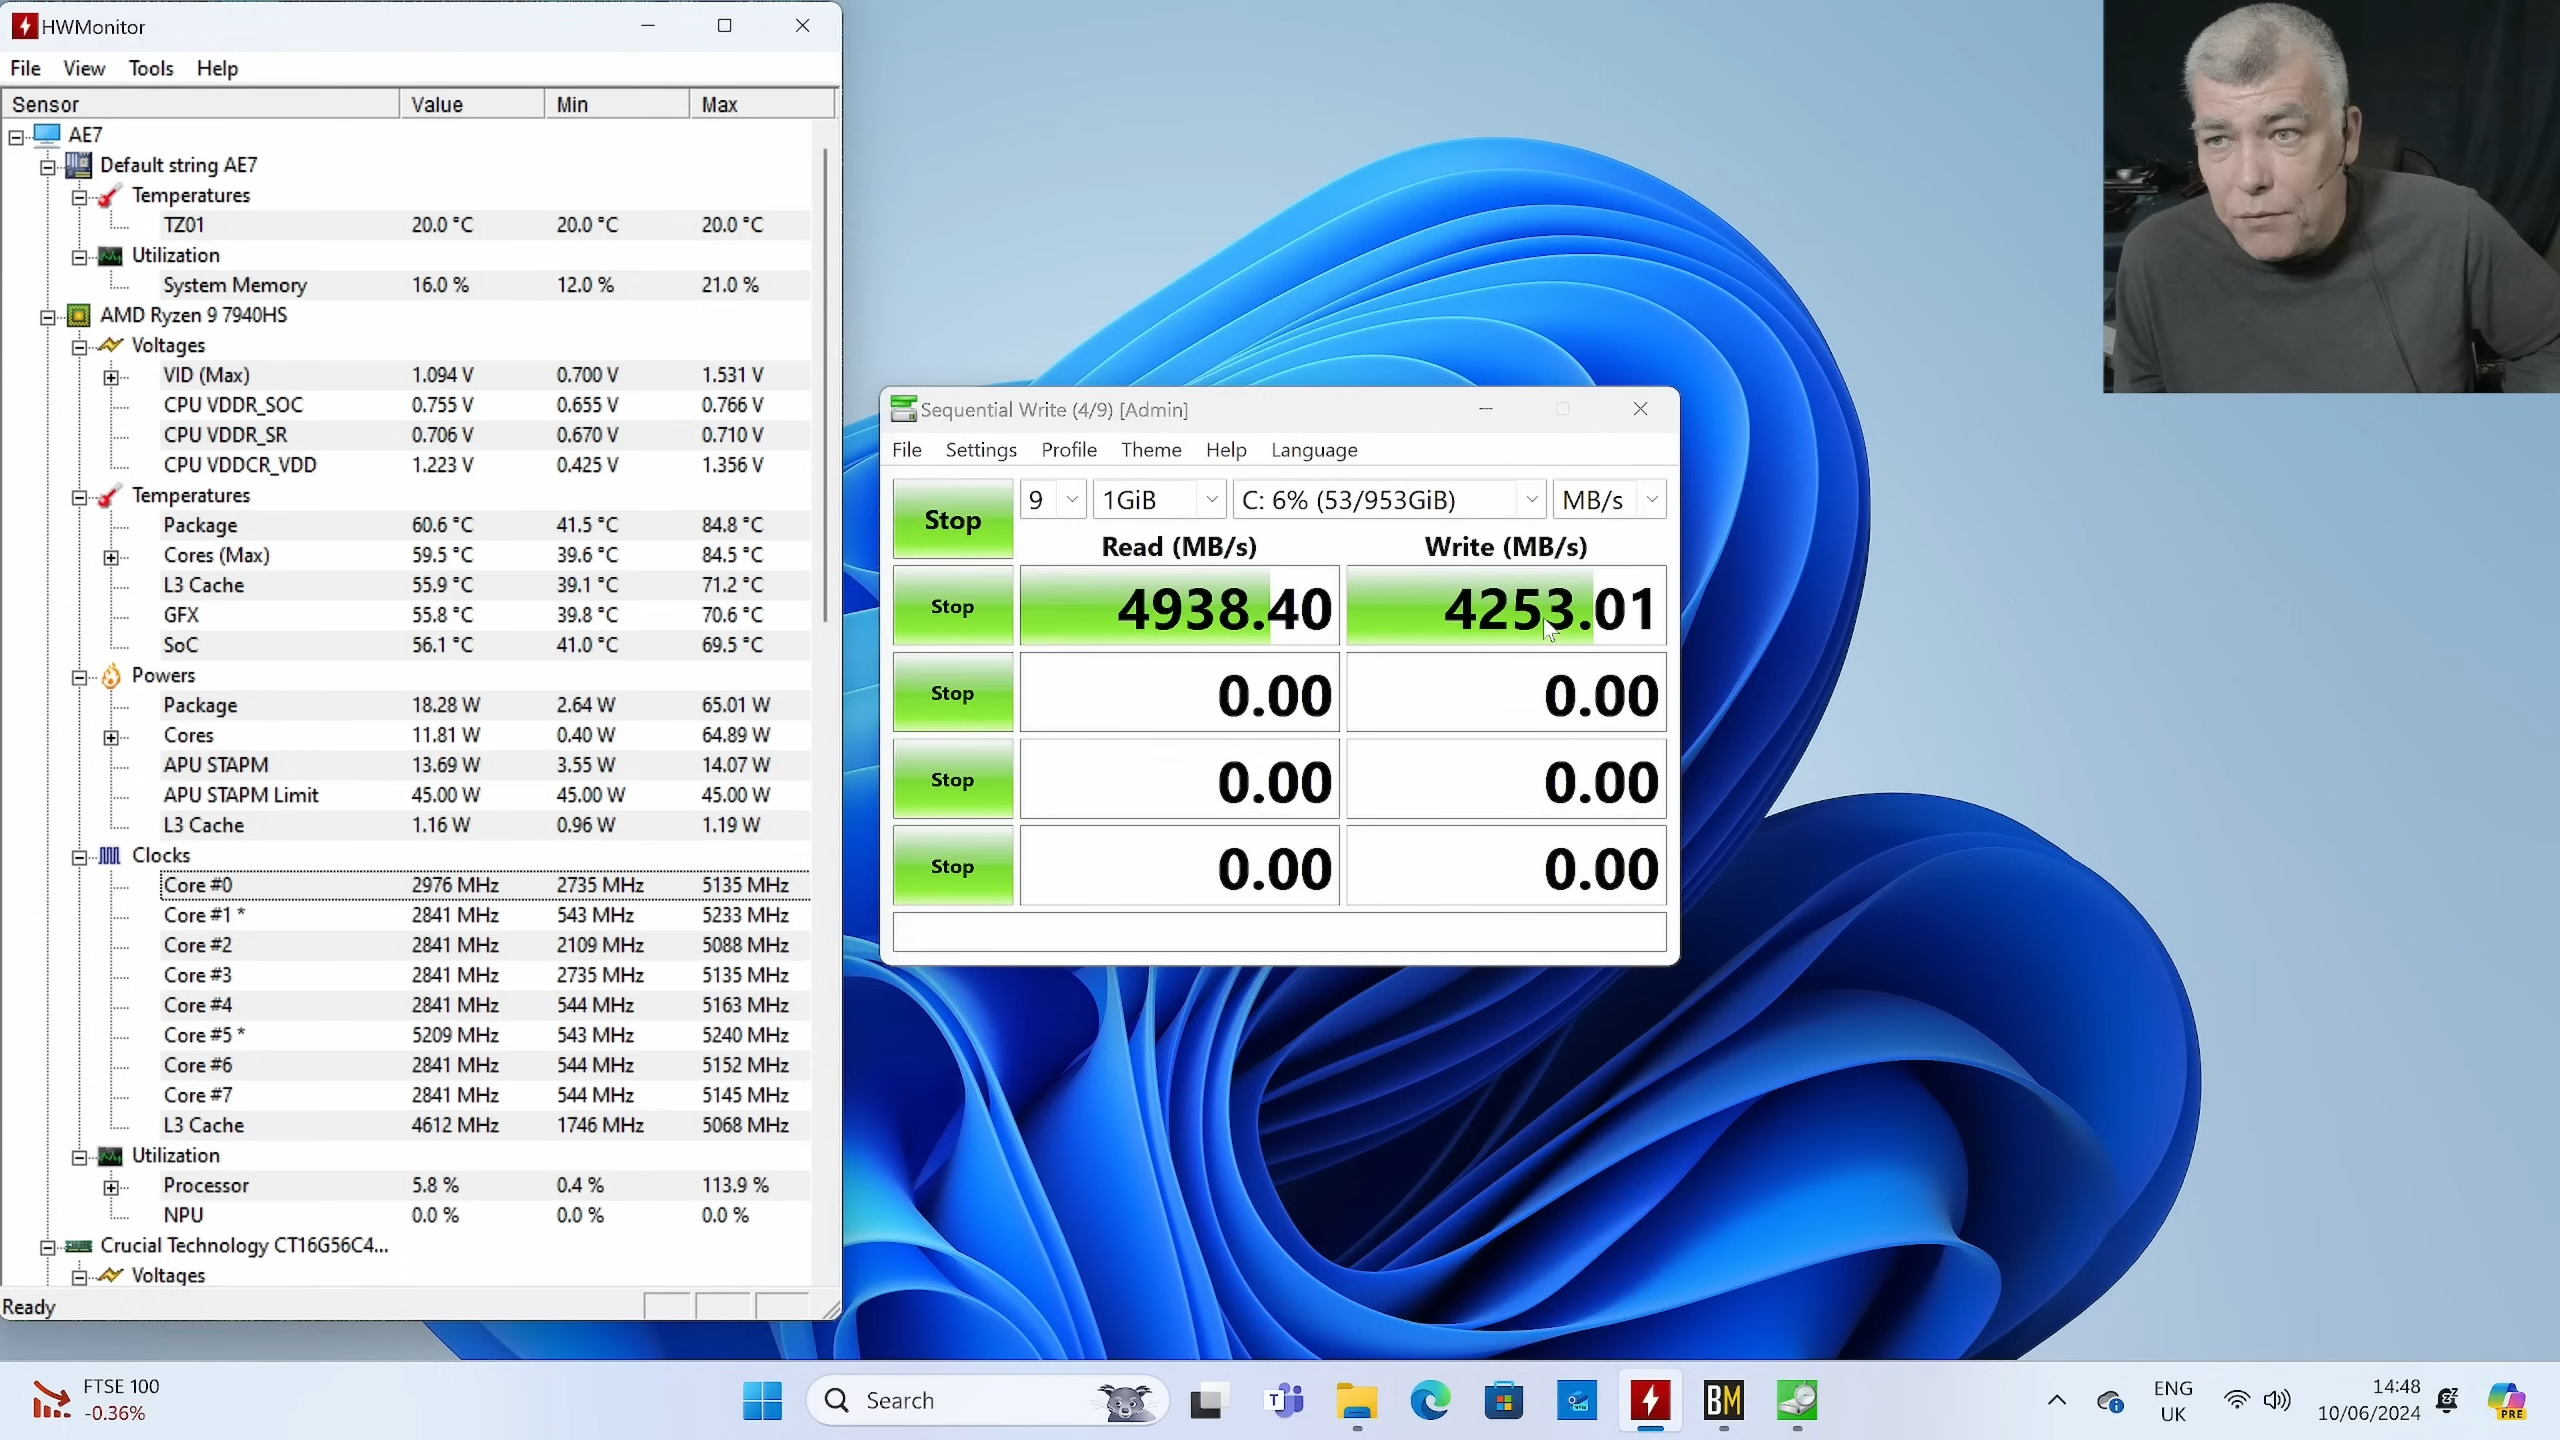 HWMonitor
File View Tools Help
Sensor Value Min Max
AE7
Default string AE7
Temperatures
TZ01 20.0 °C 20.0 °C 20.0 °C
Utilization
System Memory 16.0 % 12.0 % 21.0 %
AMD Ryzen 9 7940HS
Voltages
VID (Max) 1.094 V 0.700 V 1.531 V
CPU VDDR_SOC 0.755 V 0.655 V 0.766 V
CPU VDDR_SR 0.706 V 0.670 V 0.710 V
CPU VDDCR_VDD 1.223 V 0.425 V 1.356 V
Temperatures
Package 60.6 °C 41.5 °C 84.8 °C
Cores (Max) 59.5 °C 39.6 °C 84.5 °C
L3 Cache 55.9 °C 39.1 °C 71.2 °C
GFX 55.8 °C 39.8 °C 70.6 °C
SoC 56.1 °C 41.0 °C 69.5 °C
Powers
Package 18.28 W 2.64 W 65.01 W
Cores 11.81 W 0.40 W 64.89 W
APU STAPM 13.69 W 3.55 W 14.07 W
APU STAPM Limit 45.00 W 45.00 W 45.00 W
L3 Cache 1.16 W 0.96 W 1.19 W
Clocks
Core #0 2976 MHz 2735 MHz 5135 MHz
Core #1 * 2841 MHz 543 MHz 5233 MHz
Core #2 2841 MHz 2109 MHz 5088 MHz
Core #3 2841 MHz 2735 MHz 5135 MHz
Core #4 2841 MHz 544 MHz 5163 MHz
Core #5 * 5209 MHz 543 MHz 5240 MHz
Core #6 2841 MHz 544 MHz 5152 MHz
Core #7 2841 MHz 544 MHz 5145 MHz
L3 Cache 4612 MHz 1746 MHz 5068 MHz
Utilization
Processor 5.8 % 0.4 % 113.9 %
NPU 0.0 % 0.0 % 0.0 %
Crucial Technology CT16G56C4...
Voltages
Ready
Sequential Write (4/9) [Admin]
File Settings Profile Theme Help Language
Stop 9 1GiB C: 6% (53/953GiB) MB/s
Read (MB/s) Write (MB/s)
Stop 4938.40 4253.01
Stop 0.00 0.00
Stop 0.00 0.00
Stop 0.00 0.00
FTSE 100
-0.36%
Search
T
BM
ENG
UK
14:48
10/06/2024
PRE